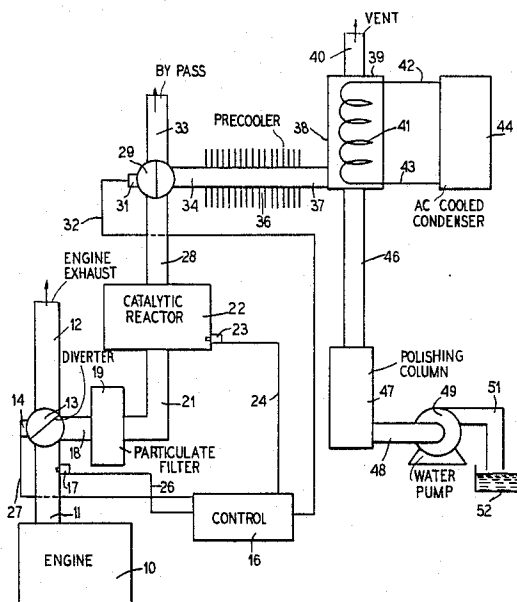 VENT
40
39
42
BY PASS
33
PRECOOLER
38
41
44
29
31
34
36
37
43
32
AC COOLED
CONDENSER
28
46
ENGINE
EXHAUST
CATALYTIC
REACTOR
22
23
12
DIVERTER
19
21
24
POLISHING
COLUMN
47
49
51
14
13
18
PARTICULATE
FILTER
48
WATER
PUMP
52
17
26
27
11
CONTROL
16
ENGINE
10